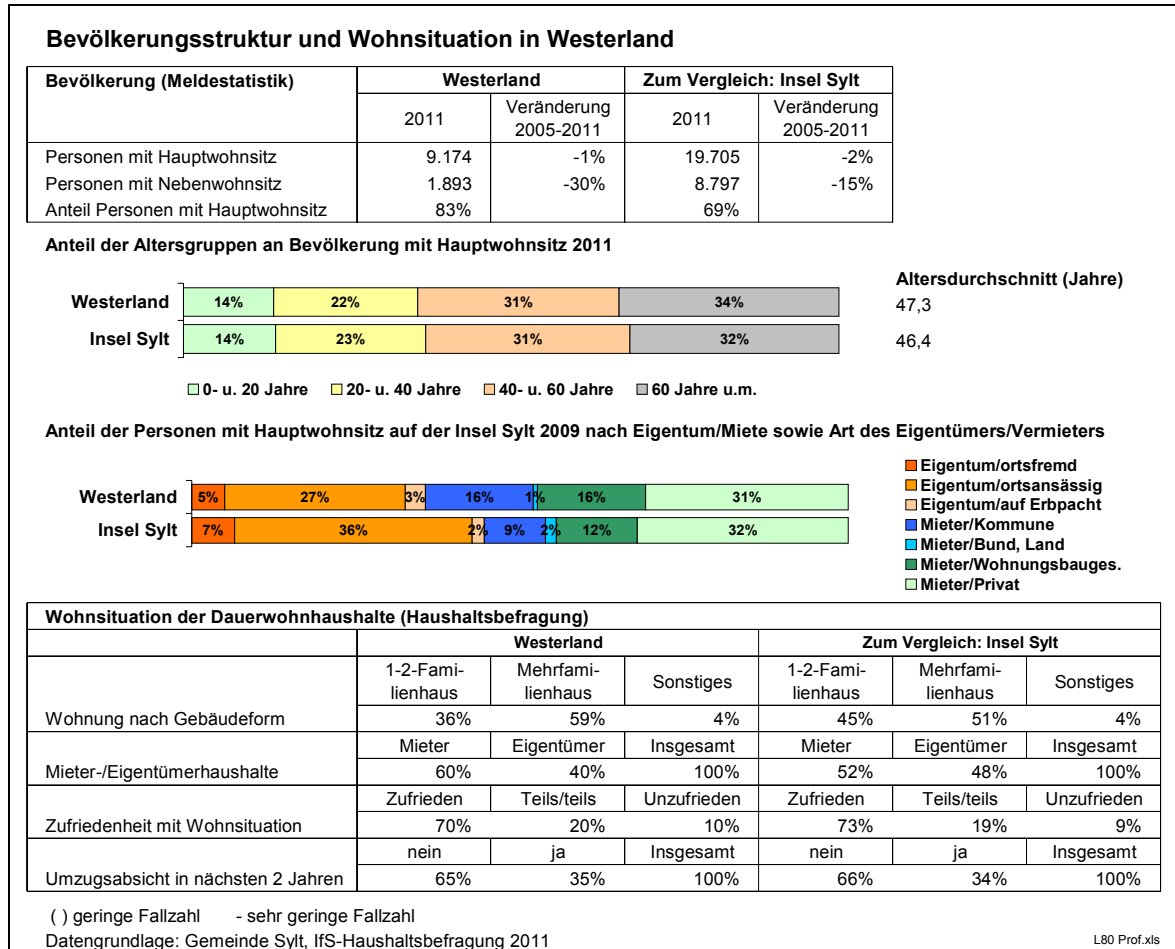 Bevölkerungsstruktur und Wohnsituation in Westerland
Bevölkerung (Meldestatistik) Westerland Zum Vergleich: Insel Sylt
2011 Veränderung 2005-2011 2011 Veränderung 2005-2011
Personen mit Hauptwohnsitz 9.174 -1% 19.705 -2%
Personen mit Nebenwohnsitz 1.893 -30% 8.797 -15%
Anteil Personen mit Hauptwohnsitz 83% 69%
Anteil der Altersgruppen an Bevölkerung mit Hauptwohnsitz 2011
Altersdurchschnitt (Jahre)
Westerland 14% 22% 31% 34% 47,3
Insel Sylt 14% 23% 31% 32% 46,4
0- u. 20 Jahre 20- u. 40 Jahre 40- u. 60 Jahre 60 Jahre u.m.
Anteil der Personen mit Hauptwohnsitz auf der Insel Sylt 2009 nach Eigentum/Miete sowie Art des Eigentümers/Vermieters
Westerland 5% 27% 3% 16% 1% 16% 31%
Insel Sylt 7% 36% 2% 9% 2% 12% 32%
Eigentum/ortsfremd
Eigentum/ortsansässig
Eigentum/auf Erbpacht
Mieter/Kommune
Mieter/Bund, Land
Mieter/Wohnungsbauges.
Mieter/Privat
Wohnsituation der Dauerwohnhaushalte (Haushaltsbefragung)
Westerland Zum Vergleich: Insel Sylt
1-2-Fami- Mehrfami- Sonstiges 1-2-Fami- Mehrfami- Sonstiges
lienhaus lienhaus lienhaus lienhaus
Wohnung nach Gebäudeform 36% 59% 4% 45% 51% 4%
Mieter Eigentümer Insgesamt Mieter Eigentümer Insgesamt
Mieter-/Eigentümerhaushalte 60% 40% 100% 52% 48% 100%
Zufrieden Teils/teils Unzufrieden Zufrieden Teils/teils Unzufrieden
Zufriedenheit mit Wohnsituation 70% 20% 10% 73% 19% 9%
nein ja Insgesamt nein ja Insgesamt
Umzugsabsicht in nächsten 2 Jahren 65% 35% 100% 66% 34% 100%
( ) geringe Fallzahl - sehr geringe Fallzahl
Datengrundlage: Gemeinde Sylt, IfS-Haushaltsbefragung 2011
L80 Prof.xls